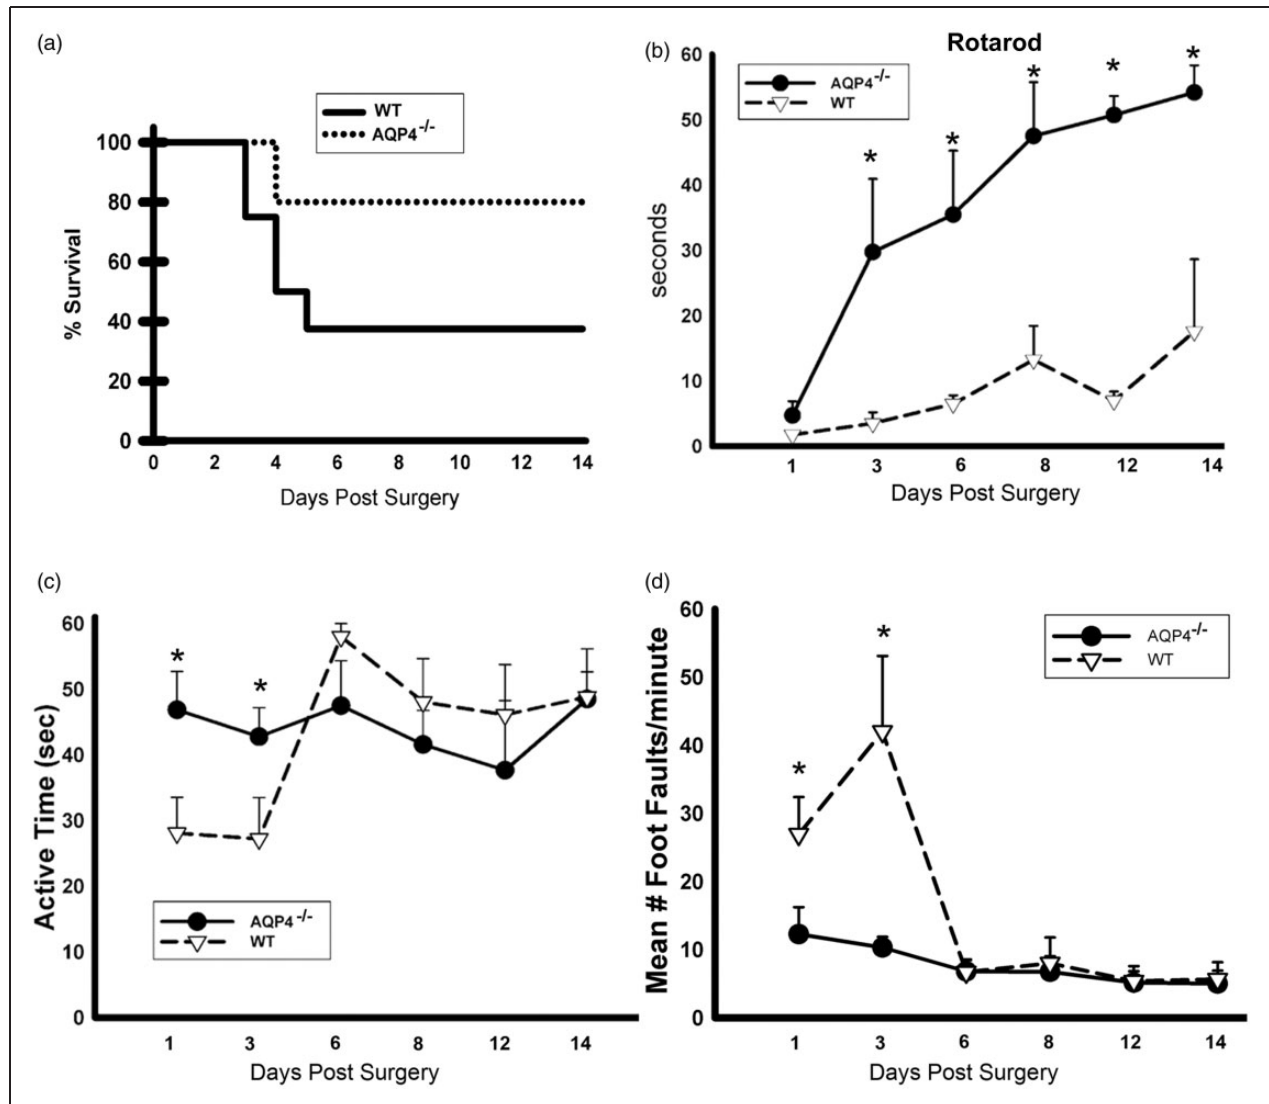 (a)
WT
AQP4-/-
100
80
60
40
20
0
% Survival
0 2 4 6 8 10 12 14
Days Post Surgery
(b)
Rotarod
AQP4-/-
WT
60
50
40
30
20
10
0
seconds
* * * * *
1 3 6 8 12 14
Days Post Surgery
(c)
60
50
40
30
20
10
0
Active Time (sec)
* *
AQP4-/-
WT
1 3 6 8 12 14
Days Post Surgery
(d)
60
50
40
30
20
10
0
Mean # Foot Faults/minute
* *
AQP4-/-
WT
1 3 6 8 12 14
Days Post Surgery